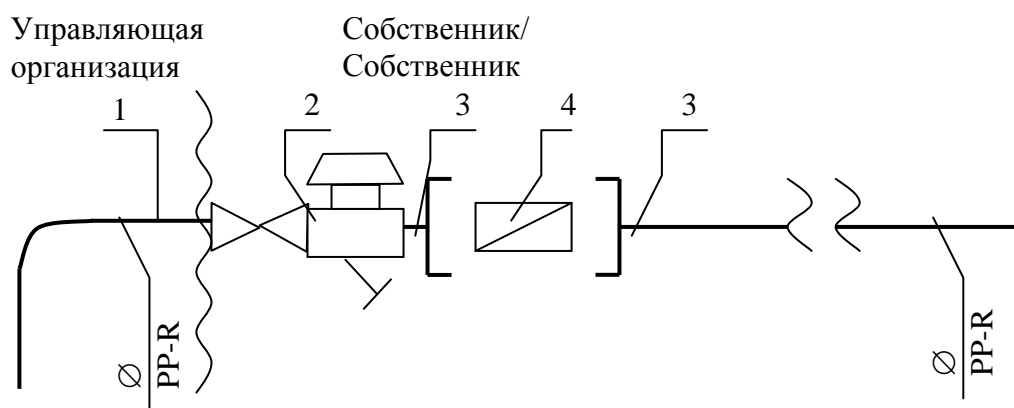 Управляющая
организация
Собственник/
Собственник
1
2
3
4
3
∅ PP-R
∅ PP-R